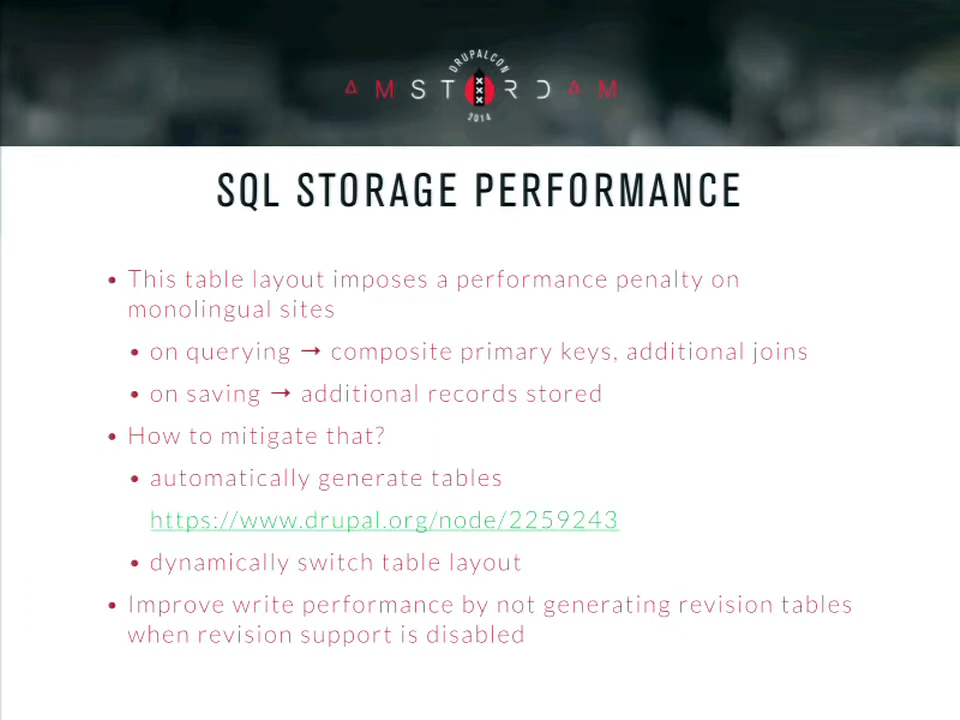 DRUPALCON
AMSTERDAM
2014
SQL STORAGE PERFORMANCE
• This table layout imposes a performance penalty on
monolingual sites
• on querying → composite primary keys, additional joins
• on saving → additional records stored
• How to mitigate that?
• automatically generate tables
https://www.drupal.org/node/2259243
• dynamically switch table layout
• Improve write performance by not generating revision tables
when revision support is disabled